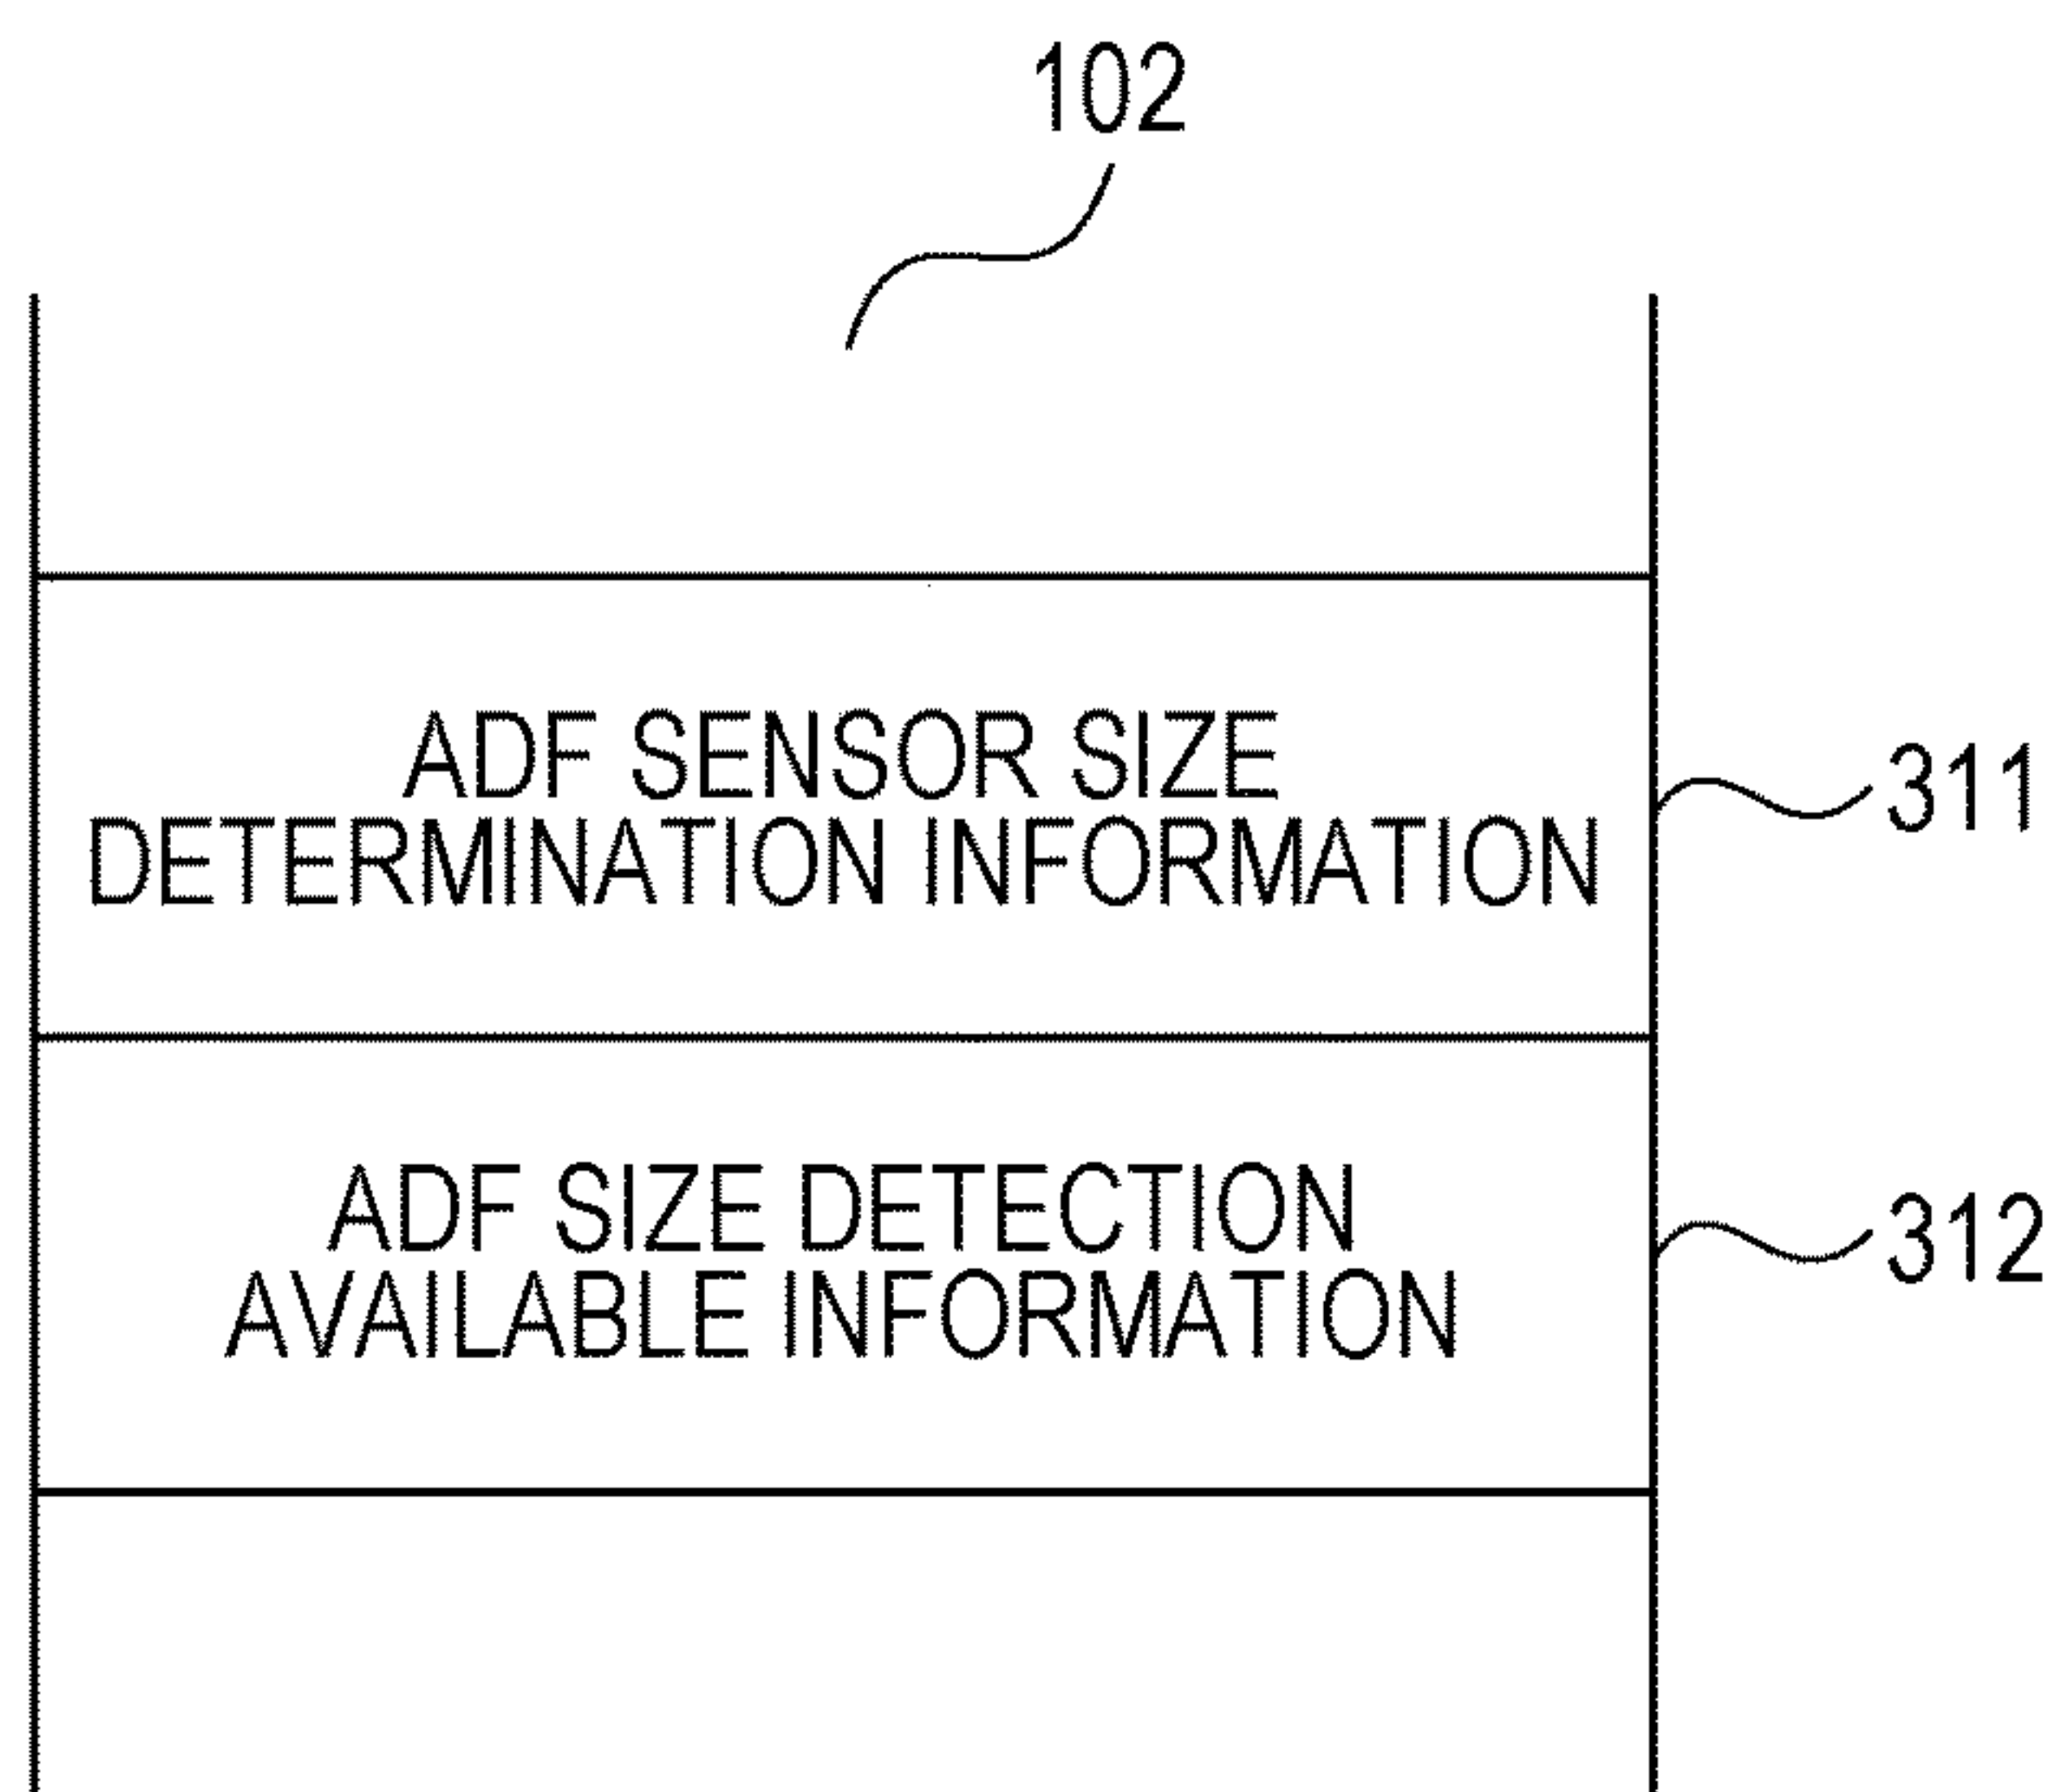 102
ADF SENSOR SIZE
DETERMINATION INFORMATION
311
ADF SIZE DETECTION
AVAILABLE INFORMATION
312